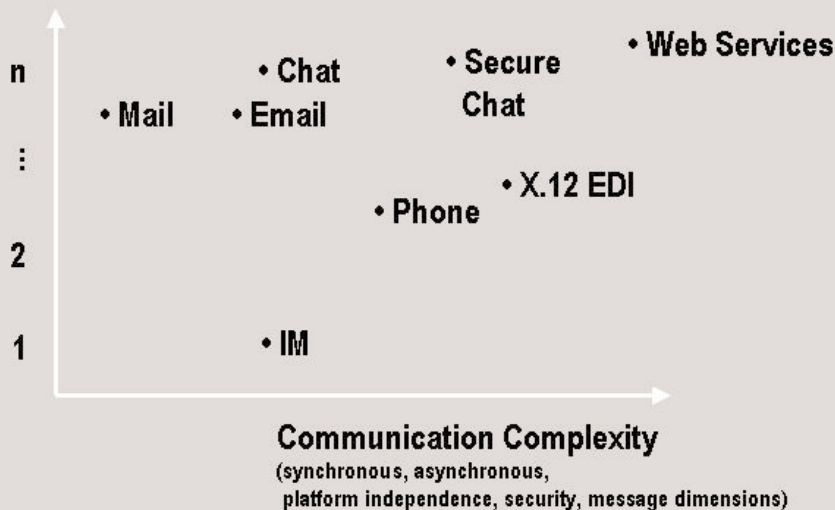 • Web Services
n
• Chat
• Secure
Chat
• Mail
• Email
⋮
• X.12 EDI
• Phone
2
1
• IM
Communication Complexity
(synchronous, asynchronous,
platform independence, security, message dimensions)